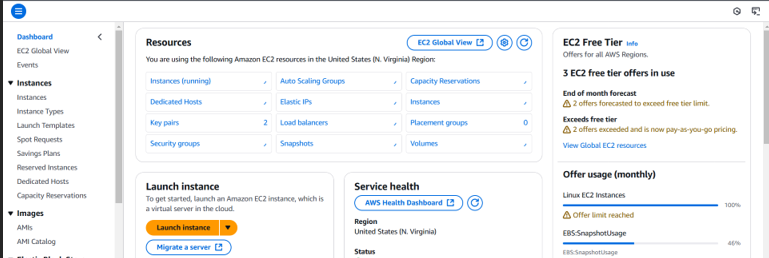 Dashboard
EC2 Global View
Events
Instances
Instances
Instance Types
Launch Templates
Spot Requests
Savings Plans
Reserved Instances
Dedicated Hosts
Capacity Reservations
Images
AMIs
AMI Catalog
Resources
EC2 Global View
You are using the following Amazon EC2 resources in the United States (N. Virginia) Region:
Instances (running)
Auto Scaling Groups
Capacity Reservations
Dedicated Hosts
Elastic IPs
Instances
Key pairs 2
Load balancers
Placement groups 0
Security groups
Snapshots
Volumes
Launch instance
To get started, launch an Amazon EC2 instance, which is
a virtual server in the cloud.
Launch instance
Migrate a server
Service health
AWS Health Dashboard
Region
United States (N. Virginia)
Status
EC2 Free Tier Info
Offers for all AWS Regions.
3 EC2 free tier offers in use
End of month forecast
2 offers forecasted to exceed free tier limit.
Exceeds free tier
2 offers exceeded and is now pay-as-you-go pricing.
View Global EC2 resources
Offer usage (monthly)
Linux EC2 Instances
100%
Offer limit reached
EBS:SnapshotUsage
46%
EBS:SnapshotUsage